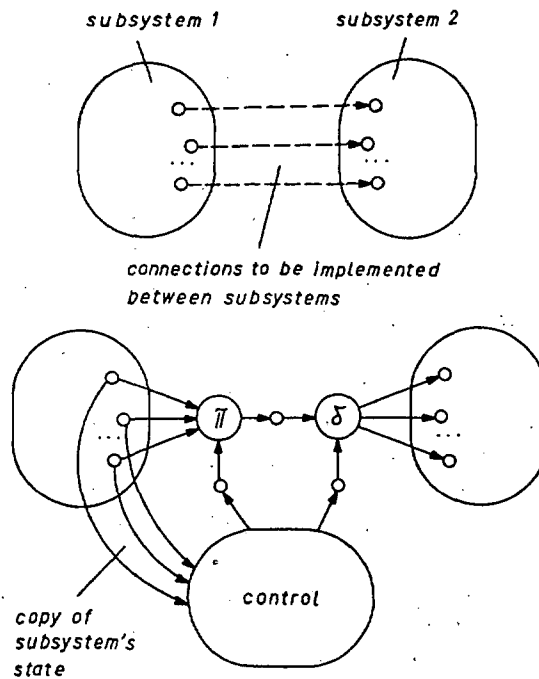 subsystem 1
subsystem 2
...
...
connections to be implemented
between subsystems
π
δ
...
...
control
copy of
subsystem's
state